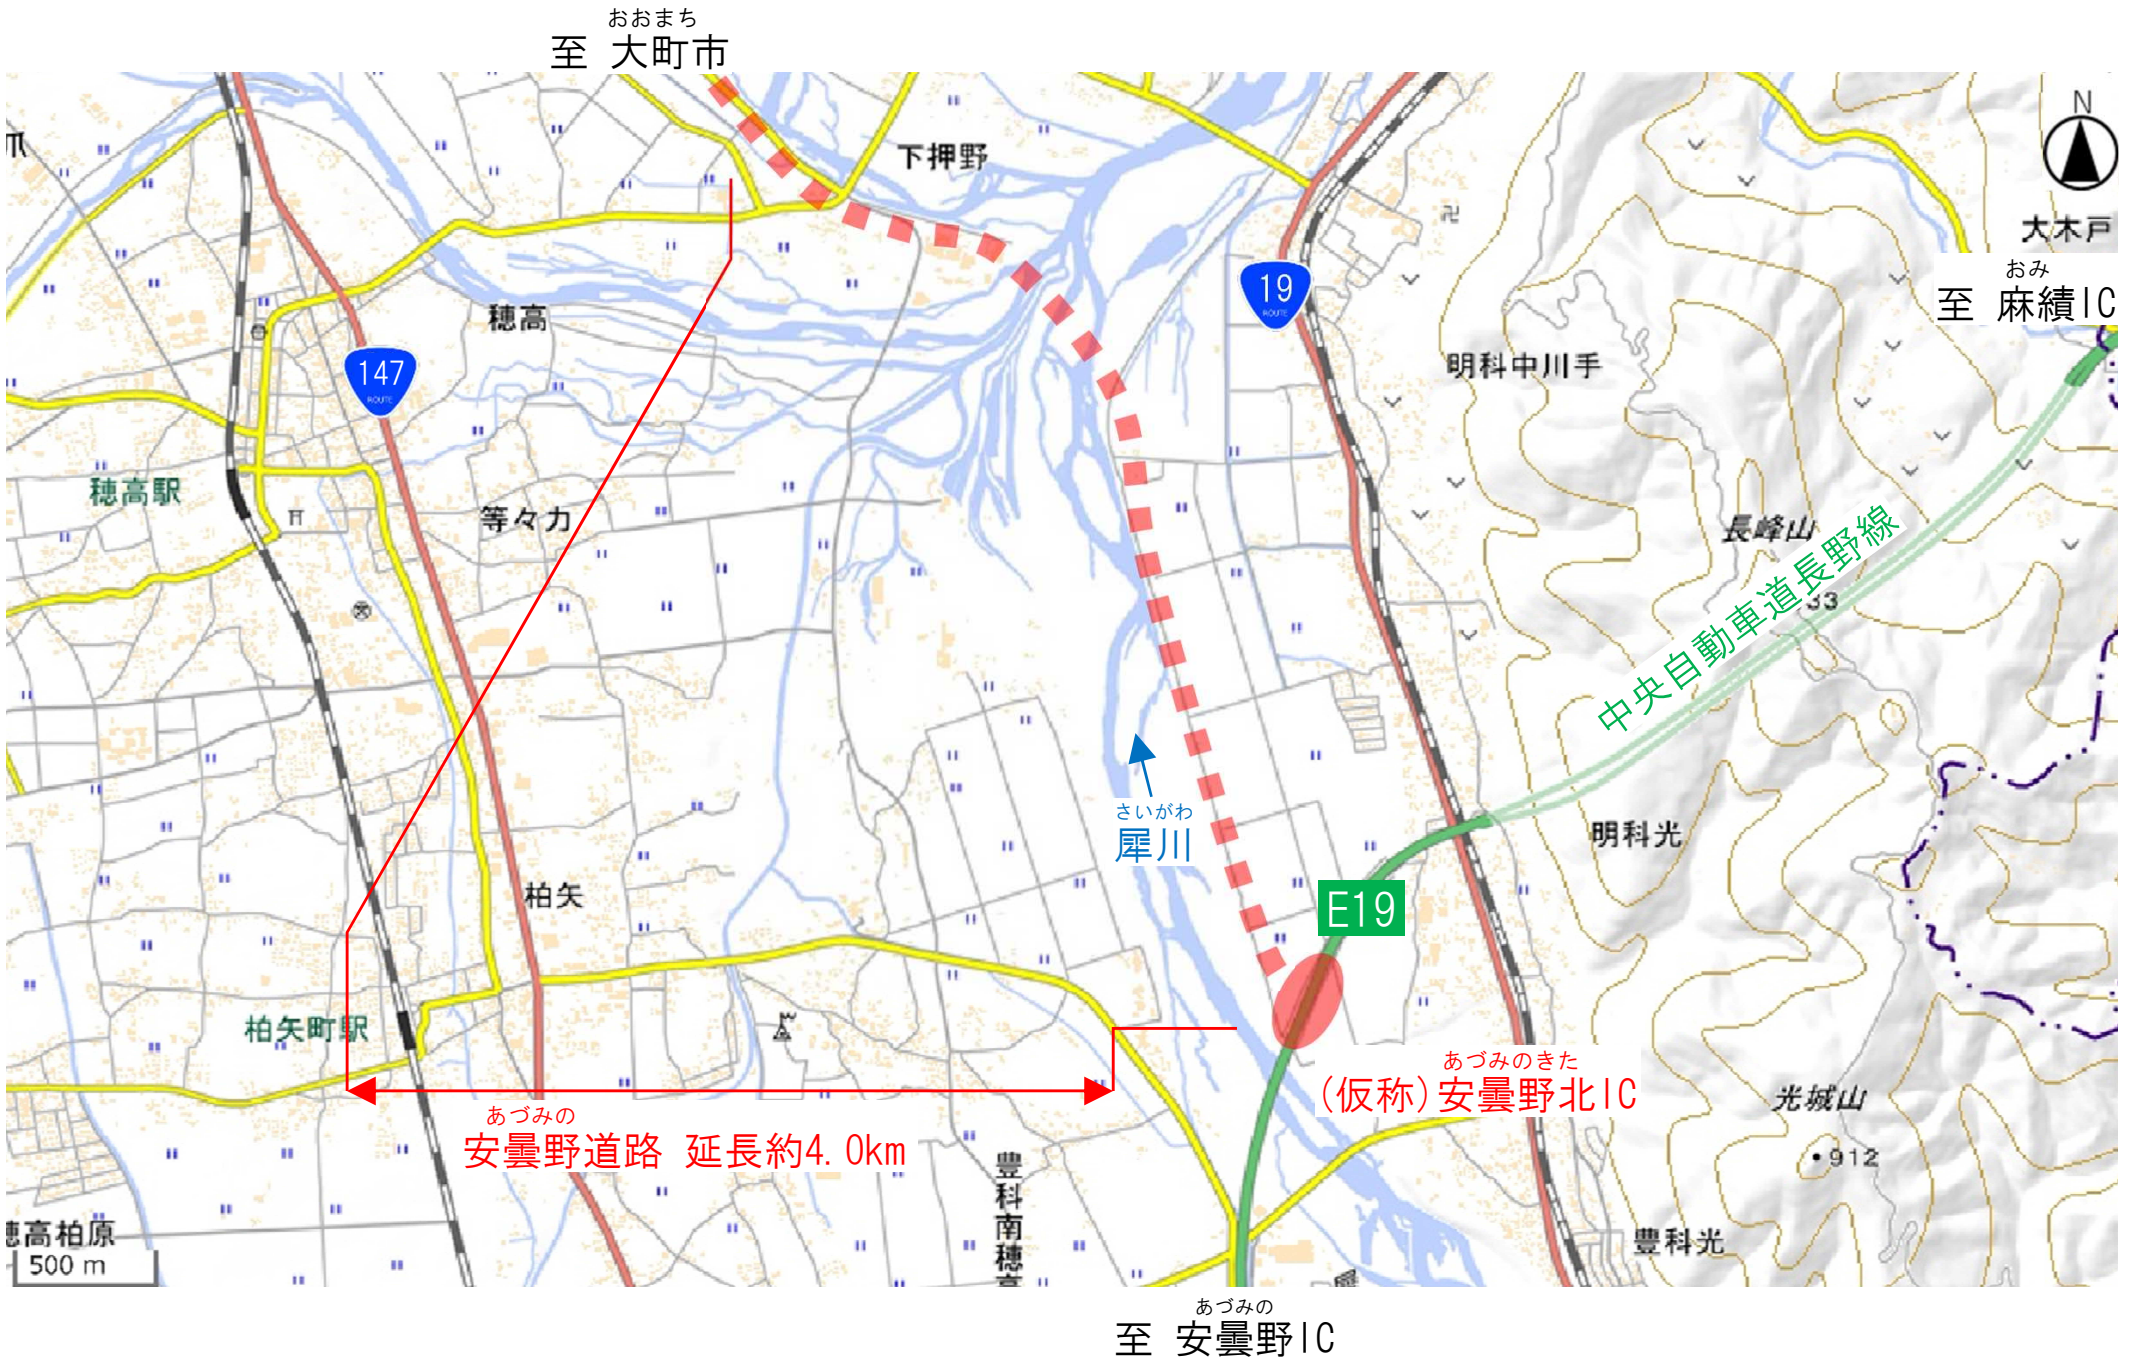 おおまち
至 大町市
N
下押野
大木戸
おみ
至 麻績IC
19
ROUTE
穂高
147
ROUTE
明科中川手
穂高駅
等々力
長峰山
中央自動車道長野線
33
さいがわ
犀川
明科光
柏矢
E19
柏矢町駅
あづみのきた
(仮称)安曇野北IC
光城山
912
あづみの
安曇野道路 延長約4.0km
豊科南穂高
穂高柏原
豊科光
500 m
あづみの
至 安曇野IC